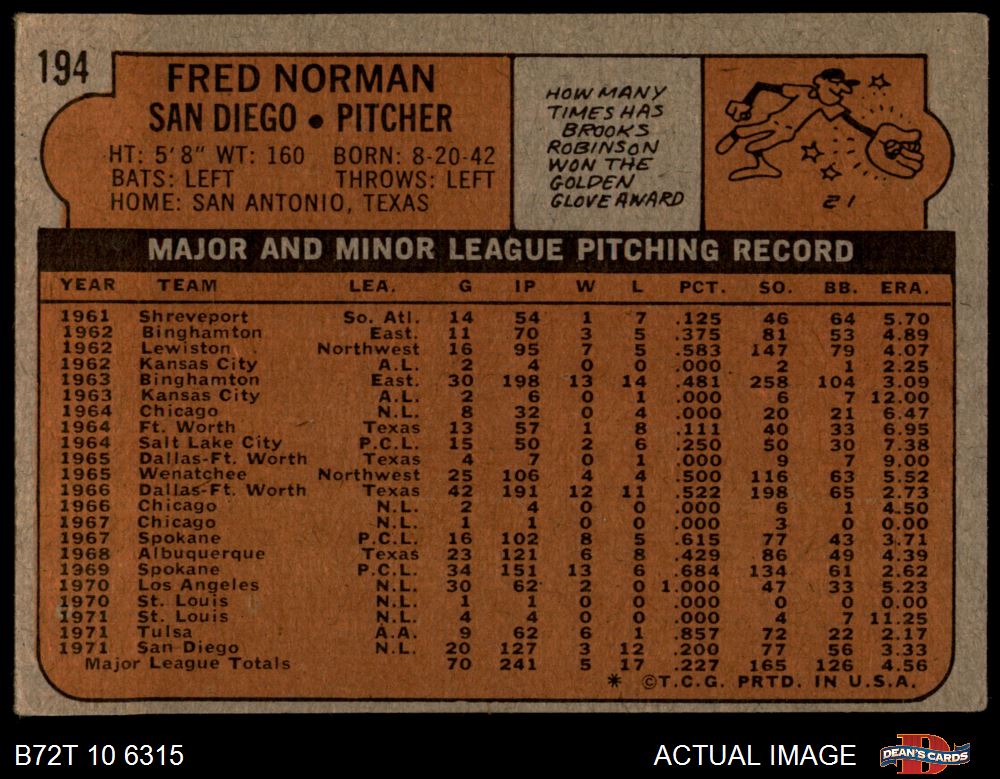 194
FRED NORMAN
SAN DIEGO • PITCHER
HT: 5'8" WT: 160 BORN: 8-20-42
BATS: LEFT THROWS: LEFT
HOME: SAN ANTONIO, TEXAS
HOW MANY
TIMES HAS
BROOKS
ROBINSON
WON THE
GOLDEN
GLOVE AWARD
21
MAJOR AND MINOR LEAGUE PITCHING RECORD
YEAR TEAM LEA. G IP W L PCT. SO. BB. ERA.
1961 Shreveport So. Atl. 14 54 1 7 .125 46 64 5.70
1962 Binghamton East. 11 70 3 5 .375 81 53 4.89
1962 Lewiston Northwest 16 95 7 5 .583 147 79 4.07
1962 Kansas City A.L. 2 4 0 0 .000 2 1 2.25
1963 Binghamton East. 30 198 13 14 .481 258 104 3.09
1963 Kansas City A.L. 2 6 0 1 .000 6 7 12.00
1964 Chicago N.L. 8 32 0 4 .000 20 21 6.47
1964 Ft. Worth Texas 13 57 1 8 .111 40 33 6.95
1964 Salt Lake City P.C.L. 15 50 2 6 .250 50 30 7.38
1965 Dallas-Ft. Worth Texas 4 7 0 1 .000 9 7 9.00
1965 Wenatchee Northwest 25 106 4 4 .500 116 63 5.52
1966 Dallas-Ft. Worth Texas 42 191 12 11 .522 198 65 2.73
1966 Chicago N.L. 2 4 0 0 .000 6 1 4.50
1967 Chicago N.L. 1 1 0 0 .000 3 0 0.00
1967 Spokane P.C.L. 16 102 8 5 .615 77 43 3.71
1968 Albuquerque Texas 23 121 6 8 .429 86 49 4.39
1969 Spokane P.C.L. 34 151 13 6 .684 134 61 2.62
1970 Los Angeles N.L. 30 62 2 0 1.000 47 33 5.23
1970 St. Louis N.L. 1 1 0 0 .000 0 0 0.00
1971 St. Louis N.L. 4 4 0 0 .000 4 7 11.25
1971 Tulsa A.A. 9 62 6 1 .857 72 22 2.17
1971 San Diego N.L. 20 127 3 12 .200 77 56 3.33
Major League Totals 70 241 5 17 .227 165 126 4.56
* ©T.C.G. PRTD. IN U.S.A.
B72T 10 6315 ACTUAL IMAGE DEAN'S CARDS